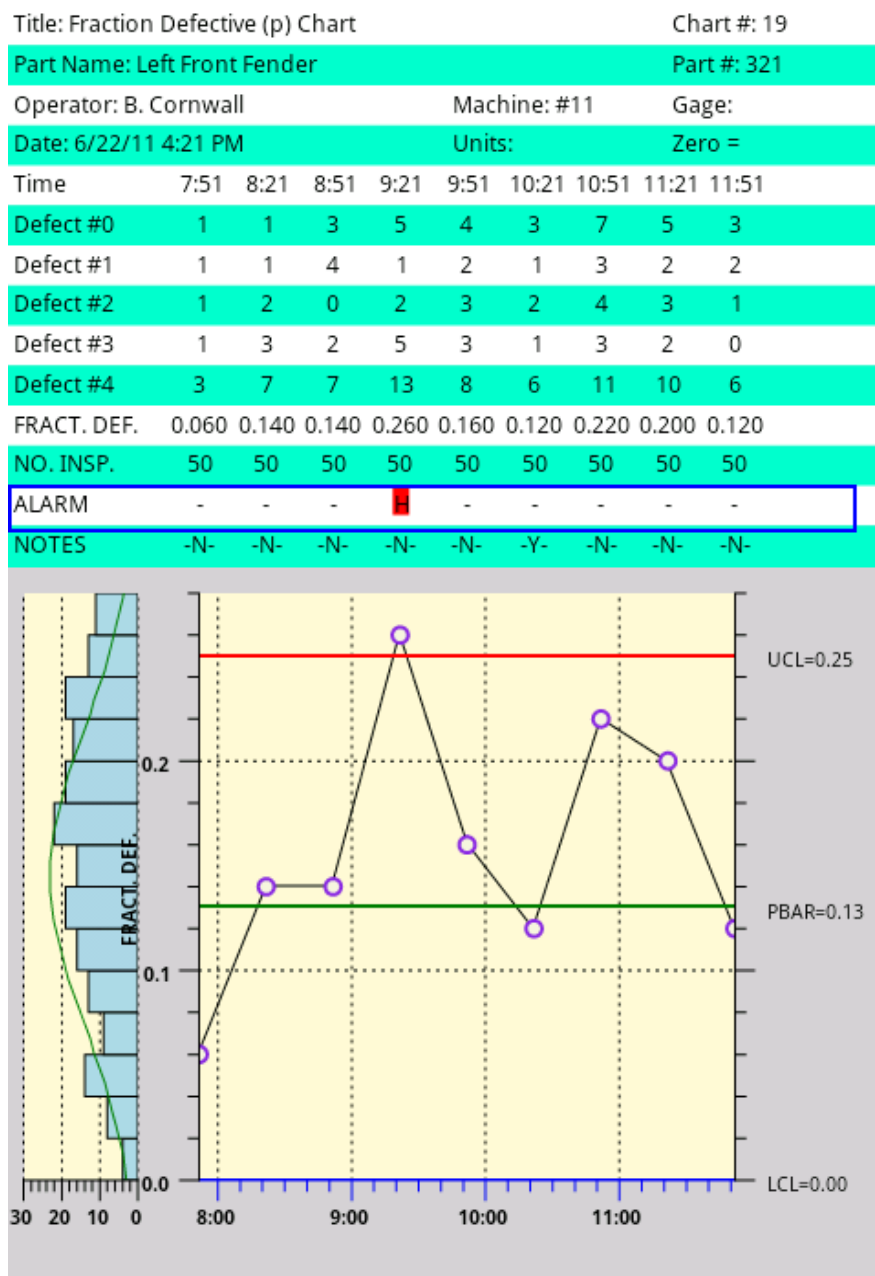 Title: Fraction Defective (p) Chart Chart #: 19
Part Name: Left Front Fender Part #: 321
Operator: B. Cornwall Machine: #11 Gage:
Date: 6/22/11 4:21 PM Units: Zero =
Time 7:51 8:21 8:51 9:21 9:51 10:21 10:51 11:21 11:51
Defect #0 1 1 3 5 4 3 7 5 3
Defect #1 1 1 4 1 2 1 3 2 2
Defect #2 1 2 0 2 3 2 4 3 1
Defect #3 1 3 2 5 3 1 3 2 0
Defect #4 3 7 7 13 8 6 11 10 6
FRACT. DEF. 0.060 0.140 0.140 0.260 0.160 0.120 0.220 0.200 0.120
NO. INSP. 50 50 50 50 50 50 50 50 50
ALARM - - - H - - - - -
NOTES -N- -N- -N- -N- -N- -Y- -N- -N- -N-
UCL=0.25
0.2
FRACT. DEF.
PBAR=0.13
0.1
0.0 LCL=0.00
30 20 10 0 8:00 9:00 10:00 11:00